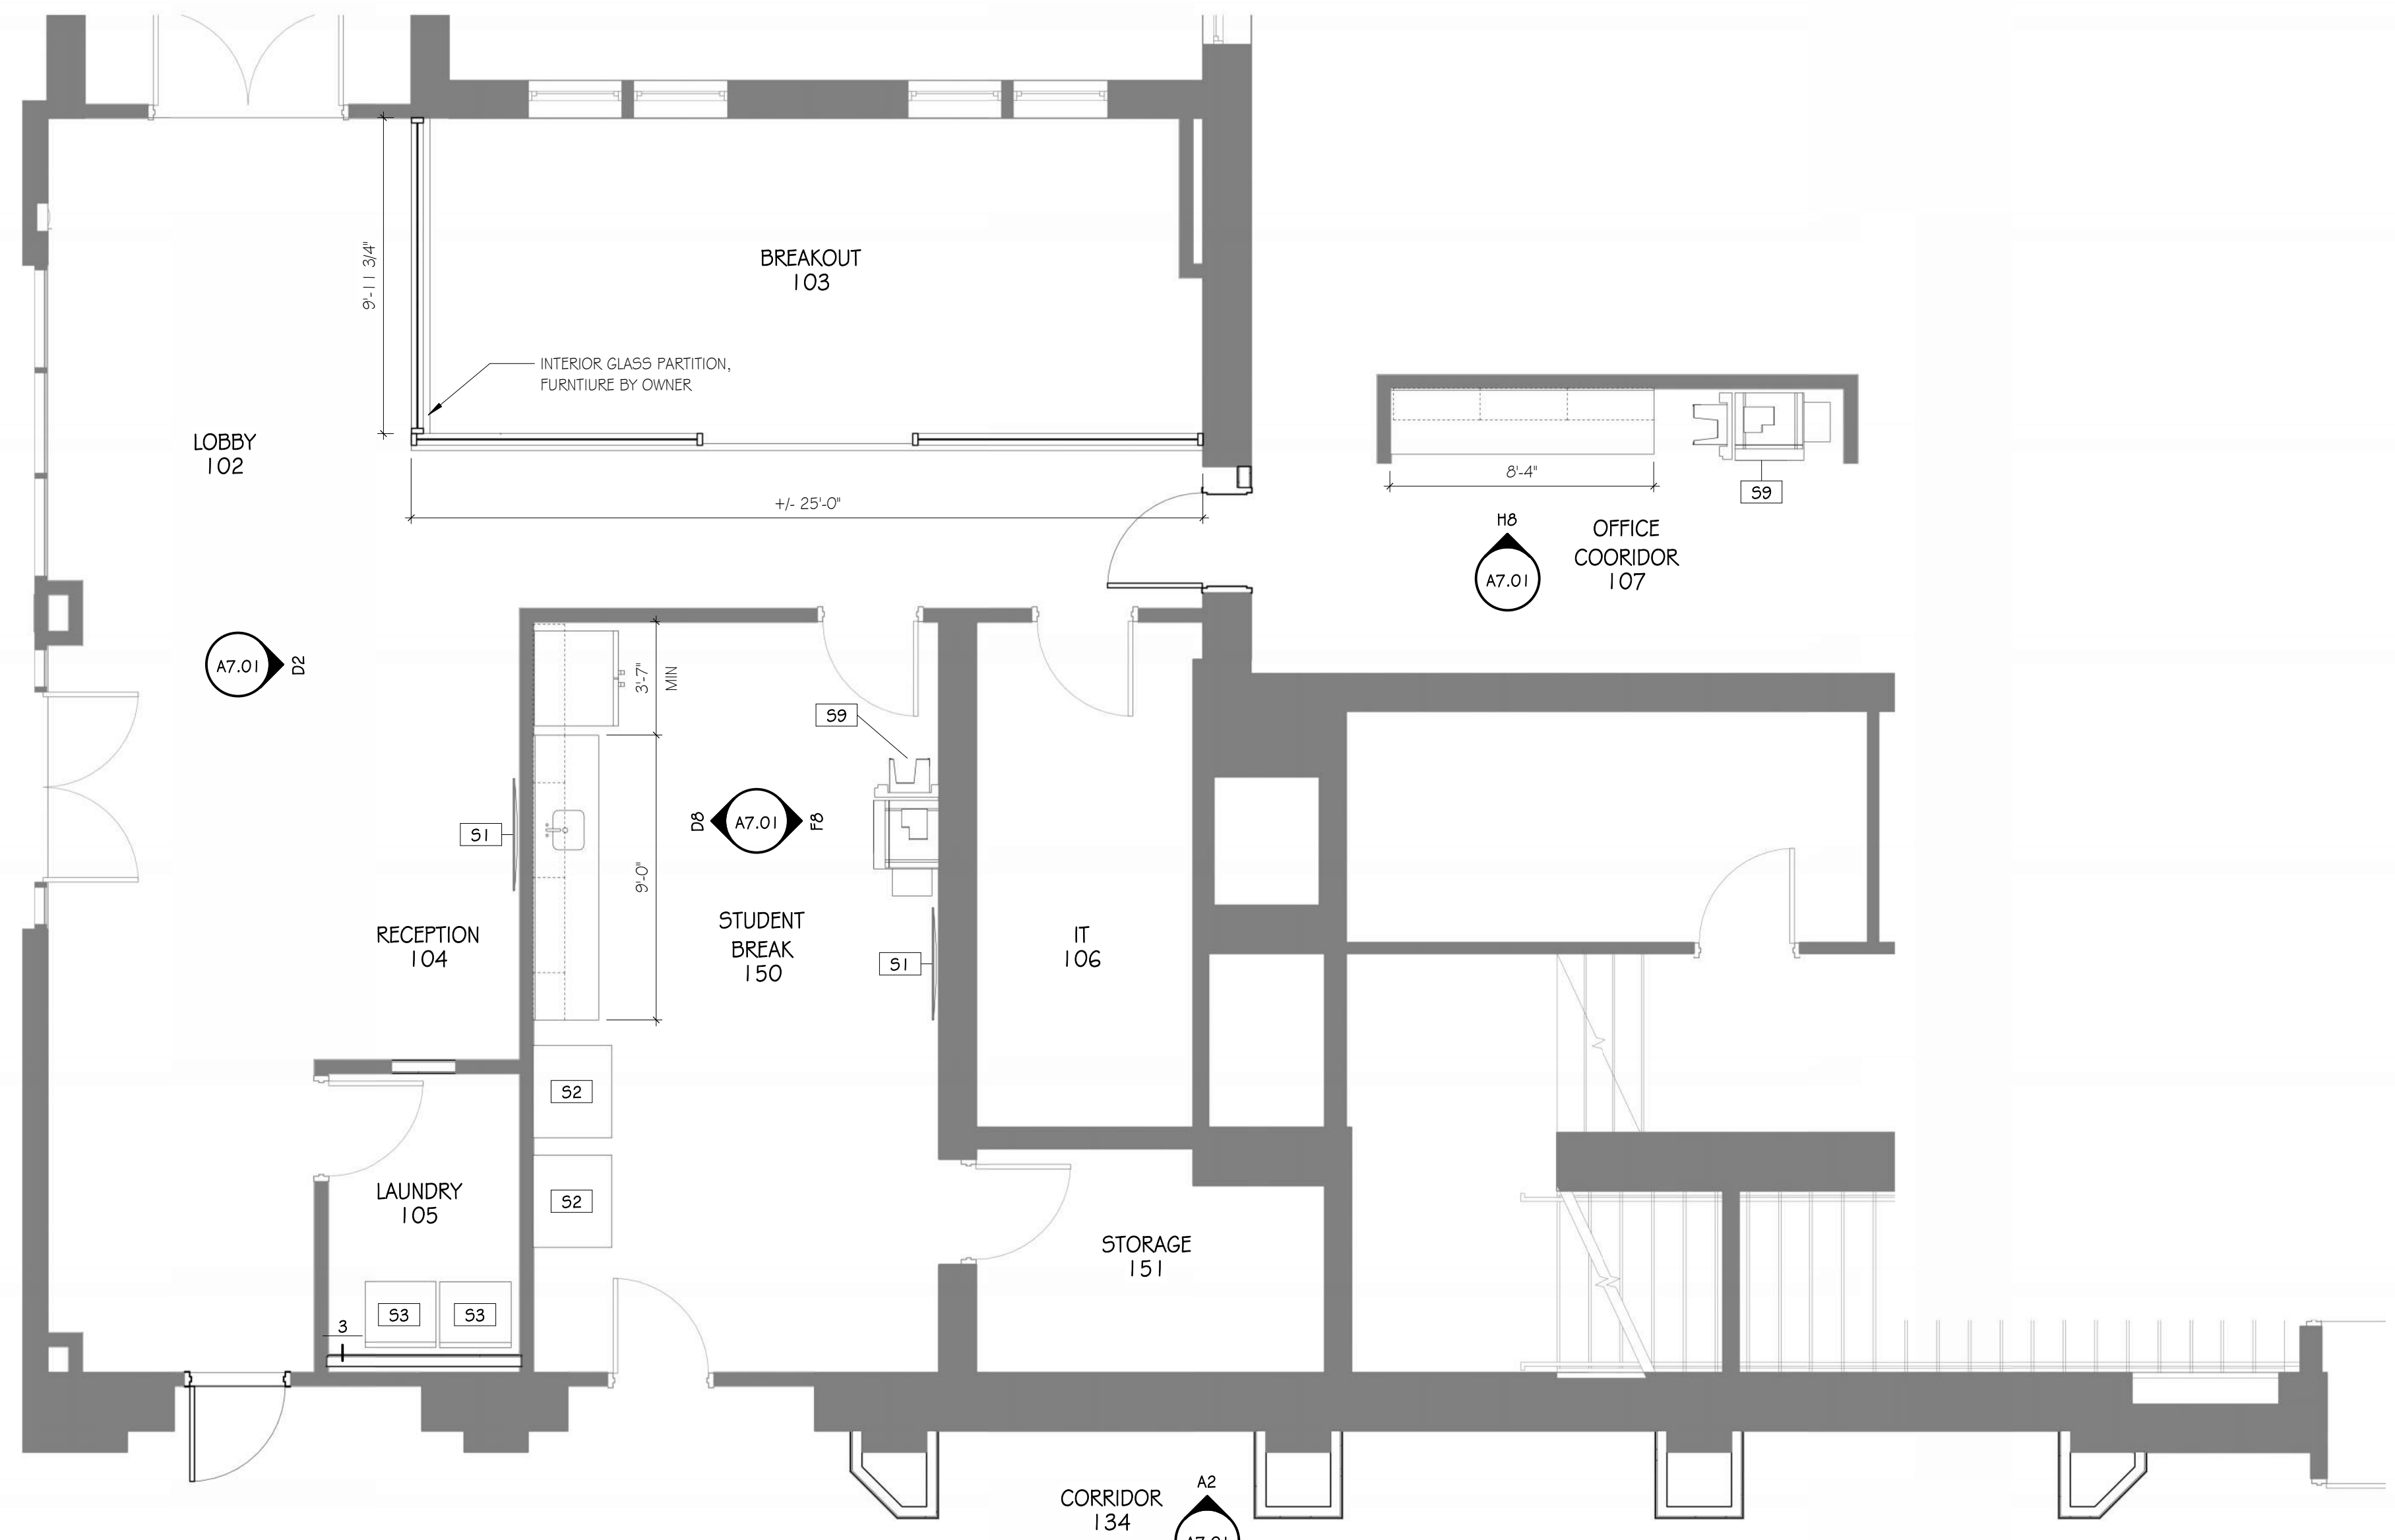 BREAKOUT
103
9'-11 3/4"
INTERIOR GLASS PARTITION,
FURNTIURE BY OWNER
LOBBY
102
8'-4"
S9
+/- 25'-0"
H8
A7.01
OFFICE
COORIDOR
107
A7.01
D2
3'-7"
MIN
S9
D8
A7.01
F8
S1
9'-0"
RECEPTION
104
STUDENT
BREAK
150
S1
IT
106
S2
S2
LAUNDRY
105
STORAGE
151
S3
S3
3
A2
CORRIDOR
134